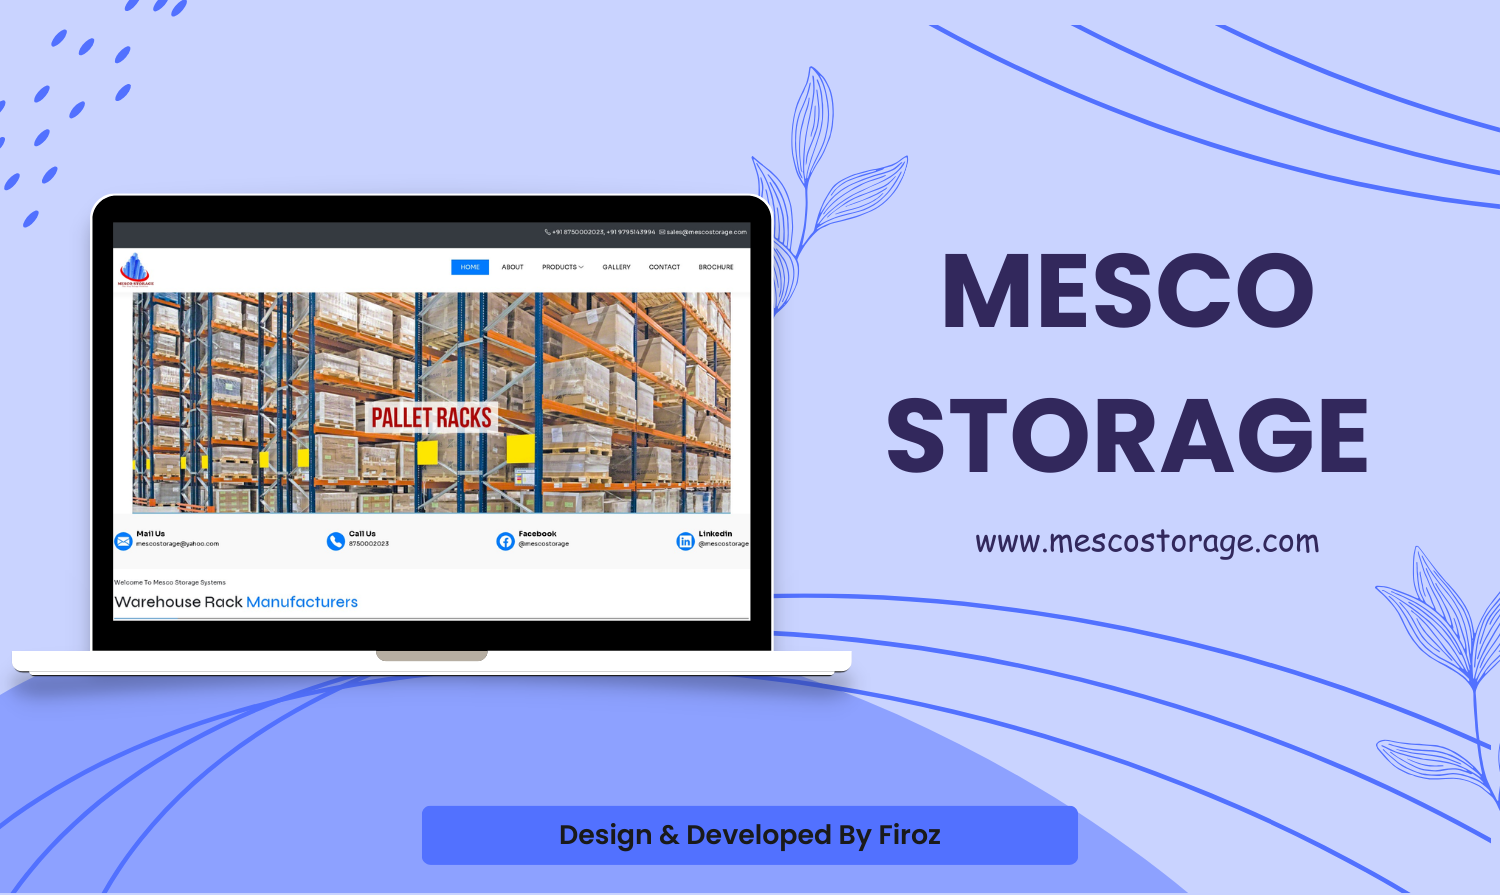 +91 8750002023, +91 9795143994 sales@mescostorage.com
MESCO STORAGE
HOME ABOUT PRODUCTS GALLERY CONTACT BROCHURE
PALLET RACKS
Mail Us
mescostorage@yahoo.com
Call Us
8750002023
Facebook
@mescostorage
Linkedin
@mescostorage
Welcome To Mesco Storage Systems
Warehouse Rack Manufacturers
MESCO
STORAGE
www.mescostorage.com
Design & Developed By Firoz